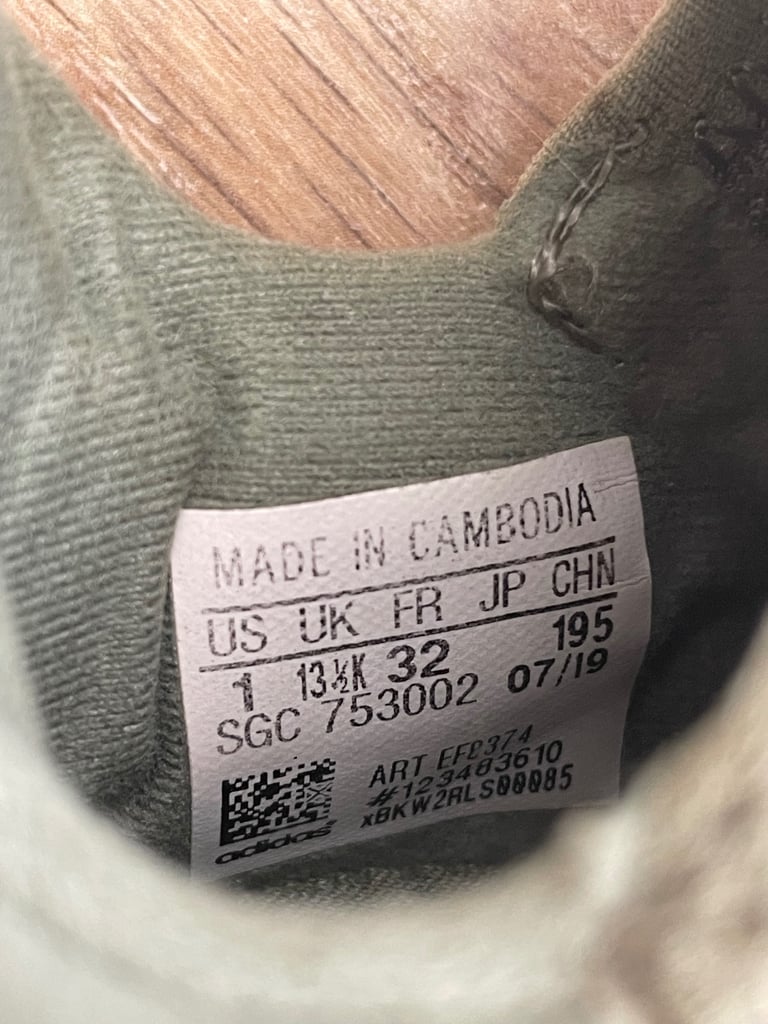 MADE IN CAMBODIA
US UK FR JP CHN
1 13½K 32 195
SGC 753002 07/19
ART
#123483610
xBKW2RLS00085
adidas